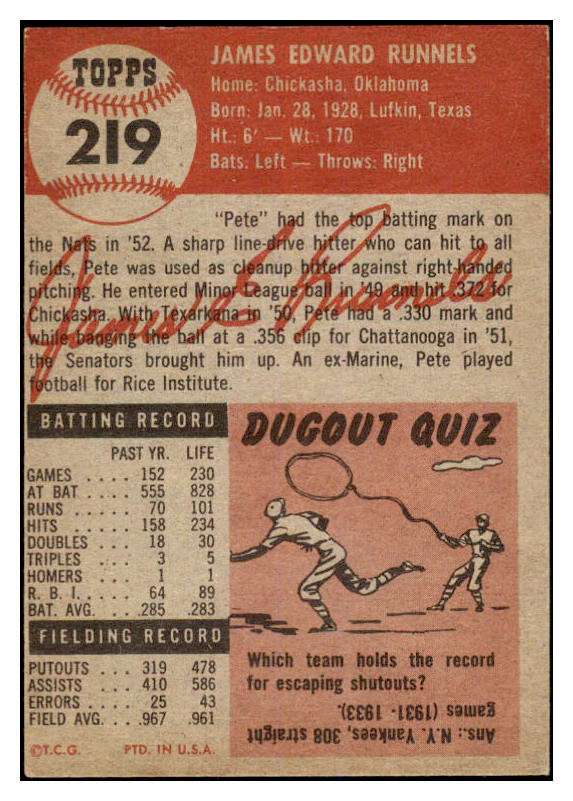 TOPPS
219
JAMES EDWARD RUNNELS
Home: Chickasha, Oklahoma
Born: Jan. 28, 1928, Lufkin, Texas
Ht.: 6' — Wt.: 170
Bats: Left — Throws: Right
"Pete" had the top batting mark on
the Nats in '52. A sharp line-drive hitter who can hit to all
fields, Pete was used as cleanup hitter against right-handed
pitching. He entered Minor League ball in '49 and hit .372 for
Chickasha. With Texarkana in '50, Pete had a .330 mark and
while banging the ball at a .356 clip for Chattanooga in '51,
the Senators brought him up. An ex-Marine, Pete played
football for Rice Institute.
James E. Runnels
BATTING RECORD
PAST YR. LIFE
GAMES . . . . 152 230
AT BAT . . . . . 555 828
RUNS . . . . . 70 101
HITS . . . . . 158 234
DOUBLES . . . 18 30
TRIPLES . . . 3 5
HOMERS . . . 1 1
R. B. I. . . . . . 64 89
BAT. AVG. . . . .285 .283
FIELDING RECORD
PUTOUTS . . . 319 478
ASSISTS . . . . 410 586
ERRORS . . . . 25 43
FIELD AVG. . . . .967 .961
©T.C.G. PTD. IN U.S.A.
DUGOUT QUIZ
Which team holds the record
for escaping shutouts?
Ans.: N.Y. Yankees, 308 straight
games (1931-1933).